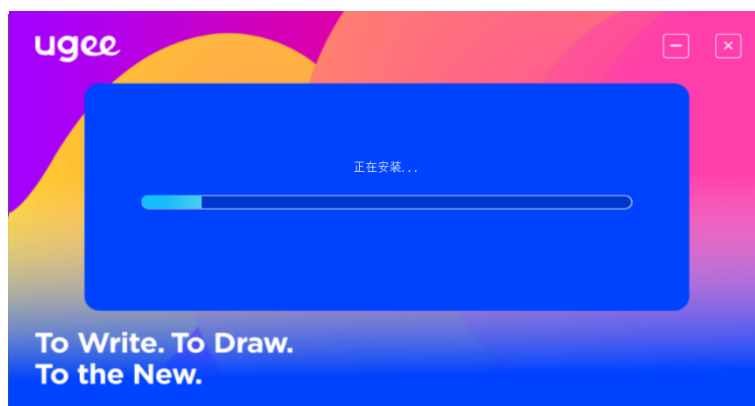 ugee
正在安装...
To Write. To Draw.
To the New.